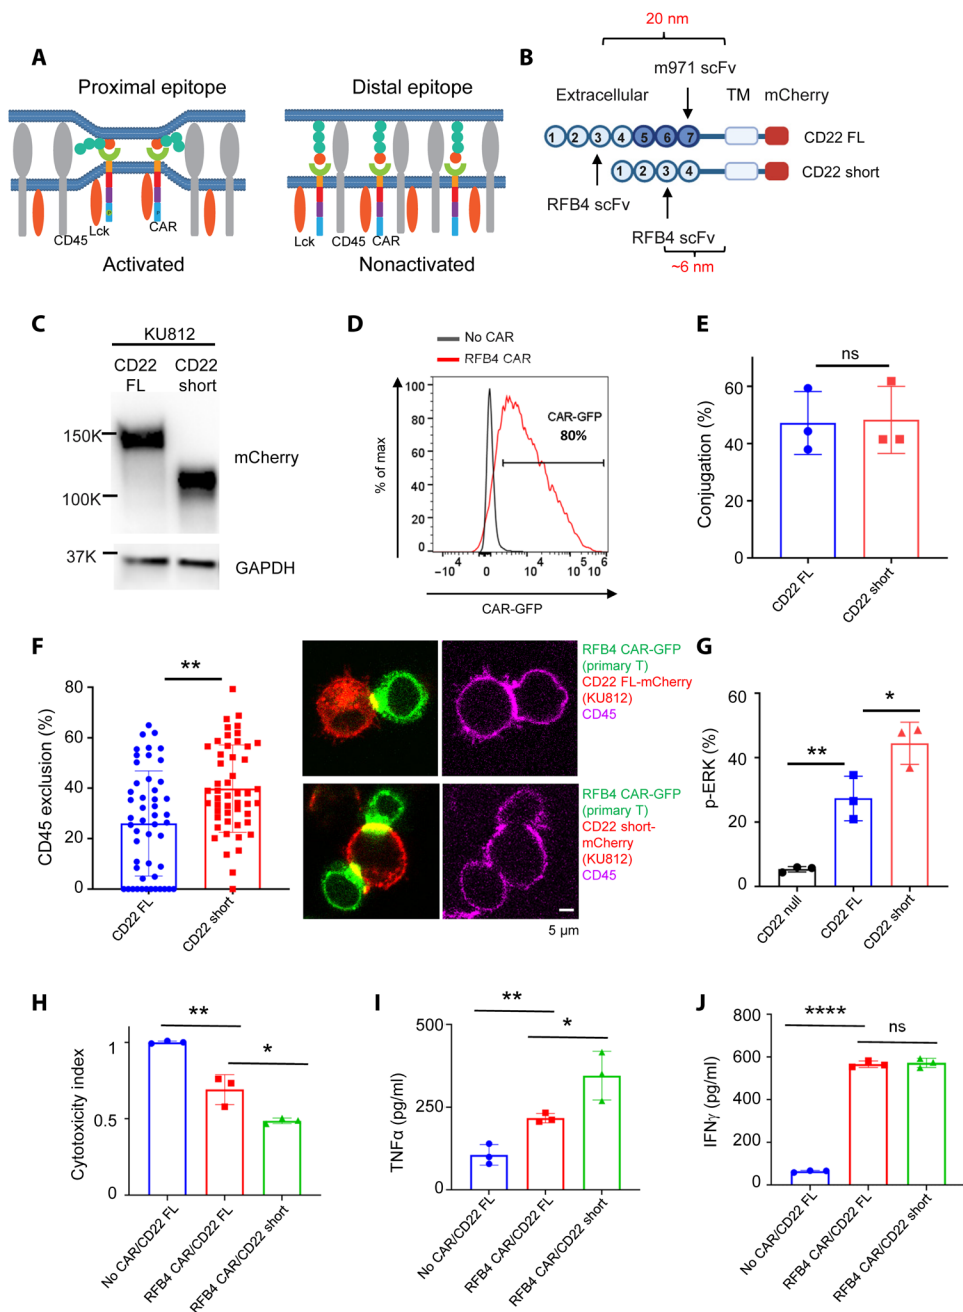 A
Proximal epitope
Distal epitope
CD45
Lck
CAR
Lck
CD45
CAR
Activated
Nonactivated
B
20 nm
m971 scFv
Extracellular
TM
mCherry
1 2 3 4 5 6 7
CD22 FL
1 2 3 4
CD22 short
RFB4 scFv
RFB4 scFv
~6 nm
C
KU812
CD22 FL
CD22 short
150K
mCherry
100K
37K
GAPDH
D
No CAR
RFB4 CAR
% of max
100
80
60
40
20
0
CAR-GFP
80%
–10⁴
0
10⁴
10⁵
10⁶
CAR-GFP
E
ns
Conjugation (%)
60
40
20
0
CD22 FL
CD22 short
F
**
CD45 exclusion (%)
80
60
40
20
0
CD22 FL
CD22 short
RFB4 CAR-GFP
(primary T)
CD22 FL-mCherry
(KU812)
CD45
RFB4 CAR-GFP
(primary T)
CD22 short-
mCherry
(KU812)
CD45
5 μm
G
*
**
p-ERK (%)
60
40
20
0
CD22 null
CD22 FL
CD22 short
H
**
*
Cytotoxicity index
1
0.5
0
No CAR/CD22 FL
RFB4 CAR/CD22 FL
RFB4 CAR/CD22 short
I
**
*
TNFα (pg/ml)
500
250
0
No CAR/CD22 FL
RFB4 CAR/CD22 FL
RFB4 CAR/CD22 short
J
****
ns
IFNγ (pg/ml)
800
600
400
200
0
No CAR/CD22 FL
RFB4 CAR/CD22 FL
RFB4 CAR/CD22 short